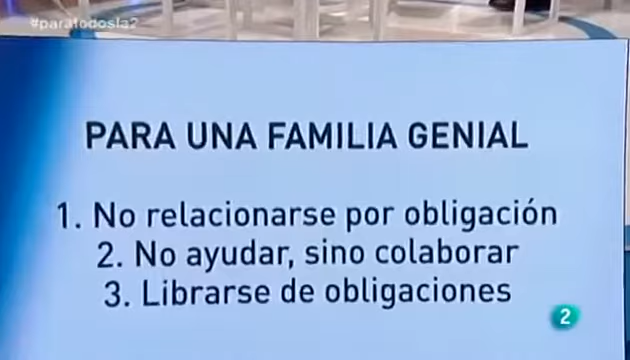 #paratodosla2
PARA UNA FAMILIA GENIAL
1. No relacionarse por obligación
2. No ayudar, sino colaborar
3. Librarse de obligaciones
2